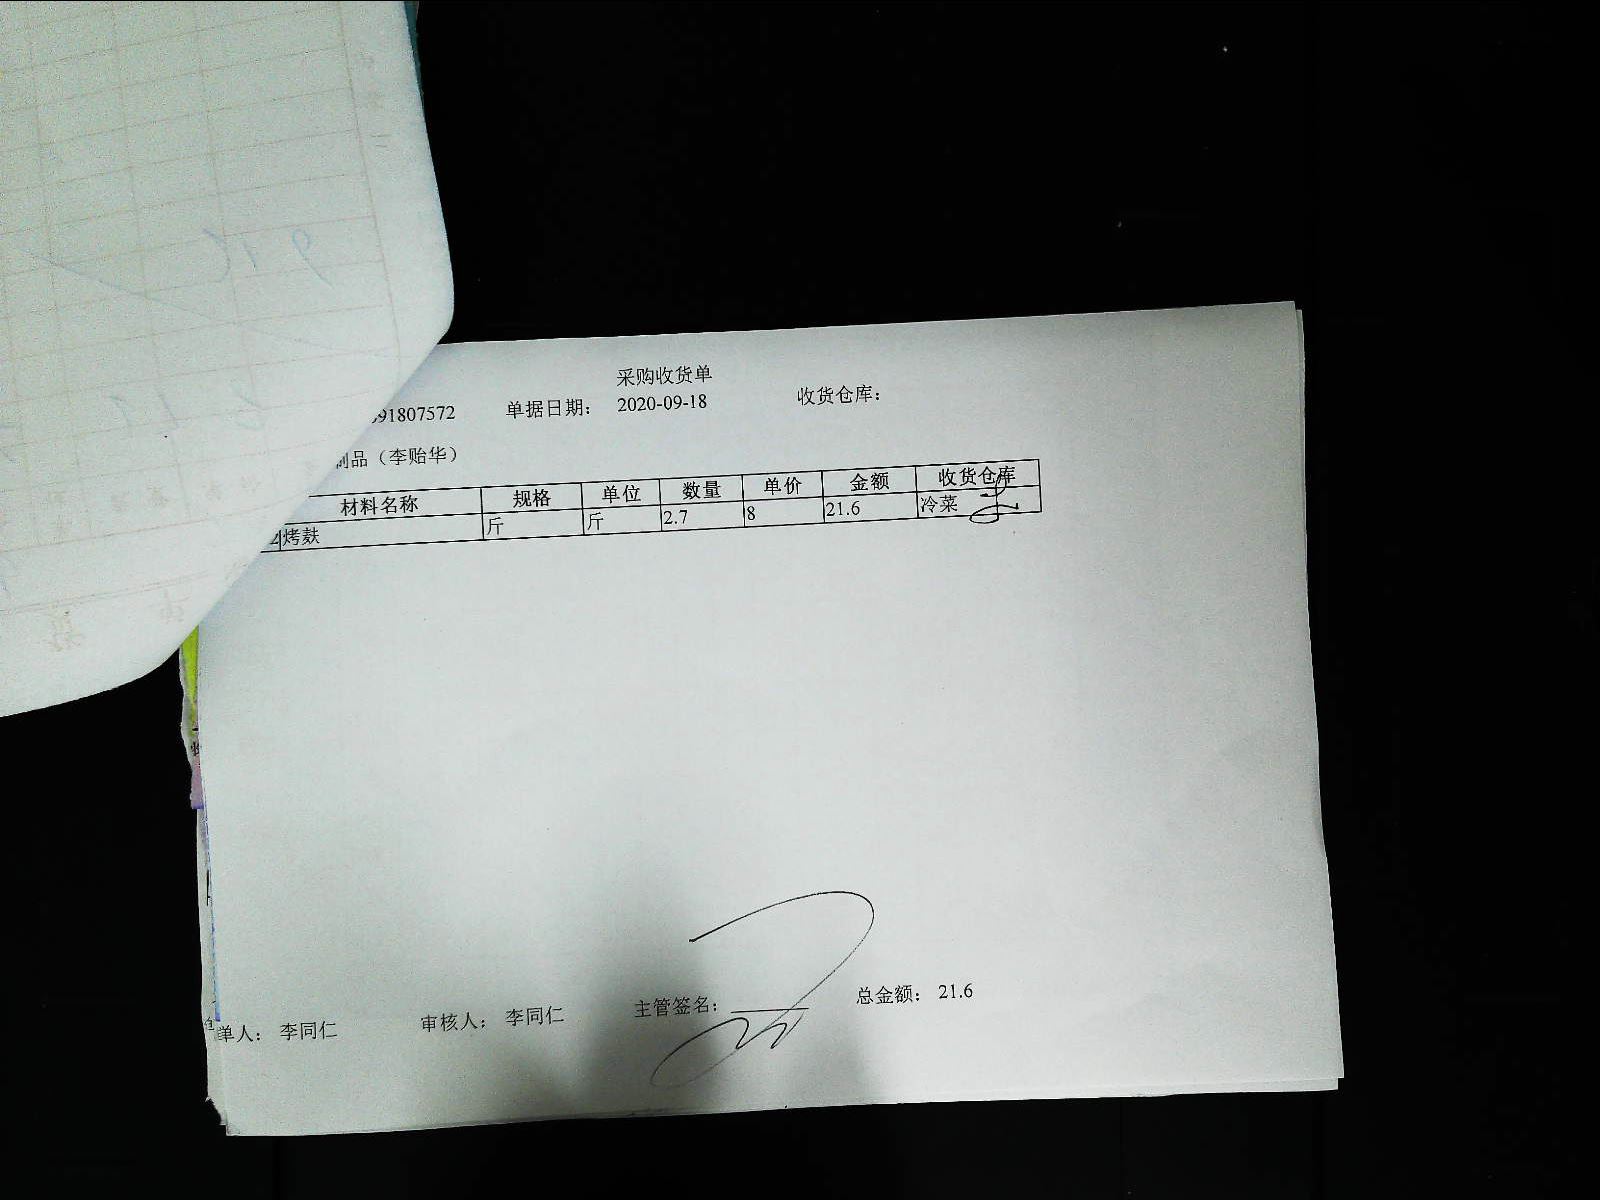 采购收货单
91807572 单据日期： 2020-09-18 收货仓库：
制品（李贻华）
材料名称 规格 单位 数量 单价 金额 收货仓库
2 烤麸 斤 斤 2.7 8 21.6 冷菜
单人： 李同仁 审核人： 李同仁 主管签名： 总金额： 21.6